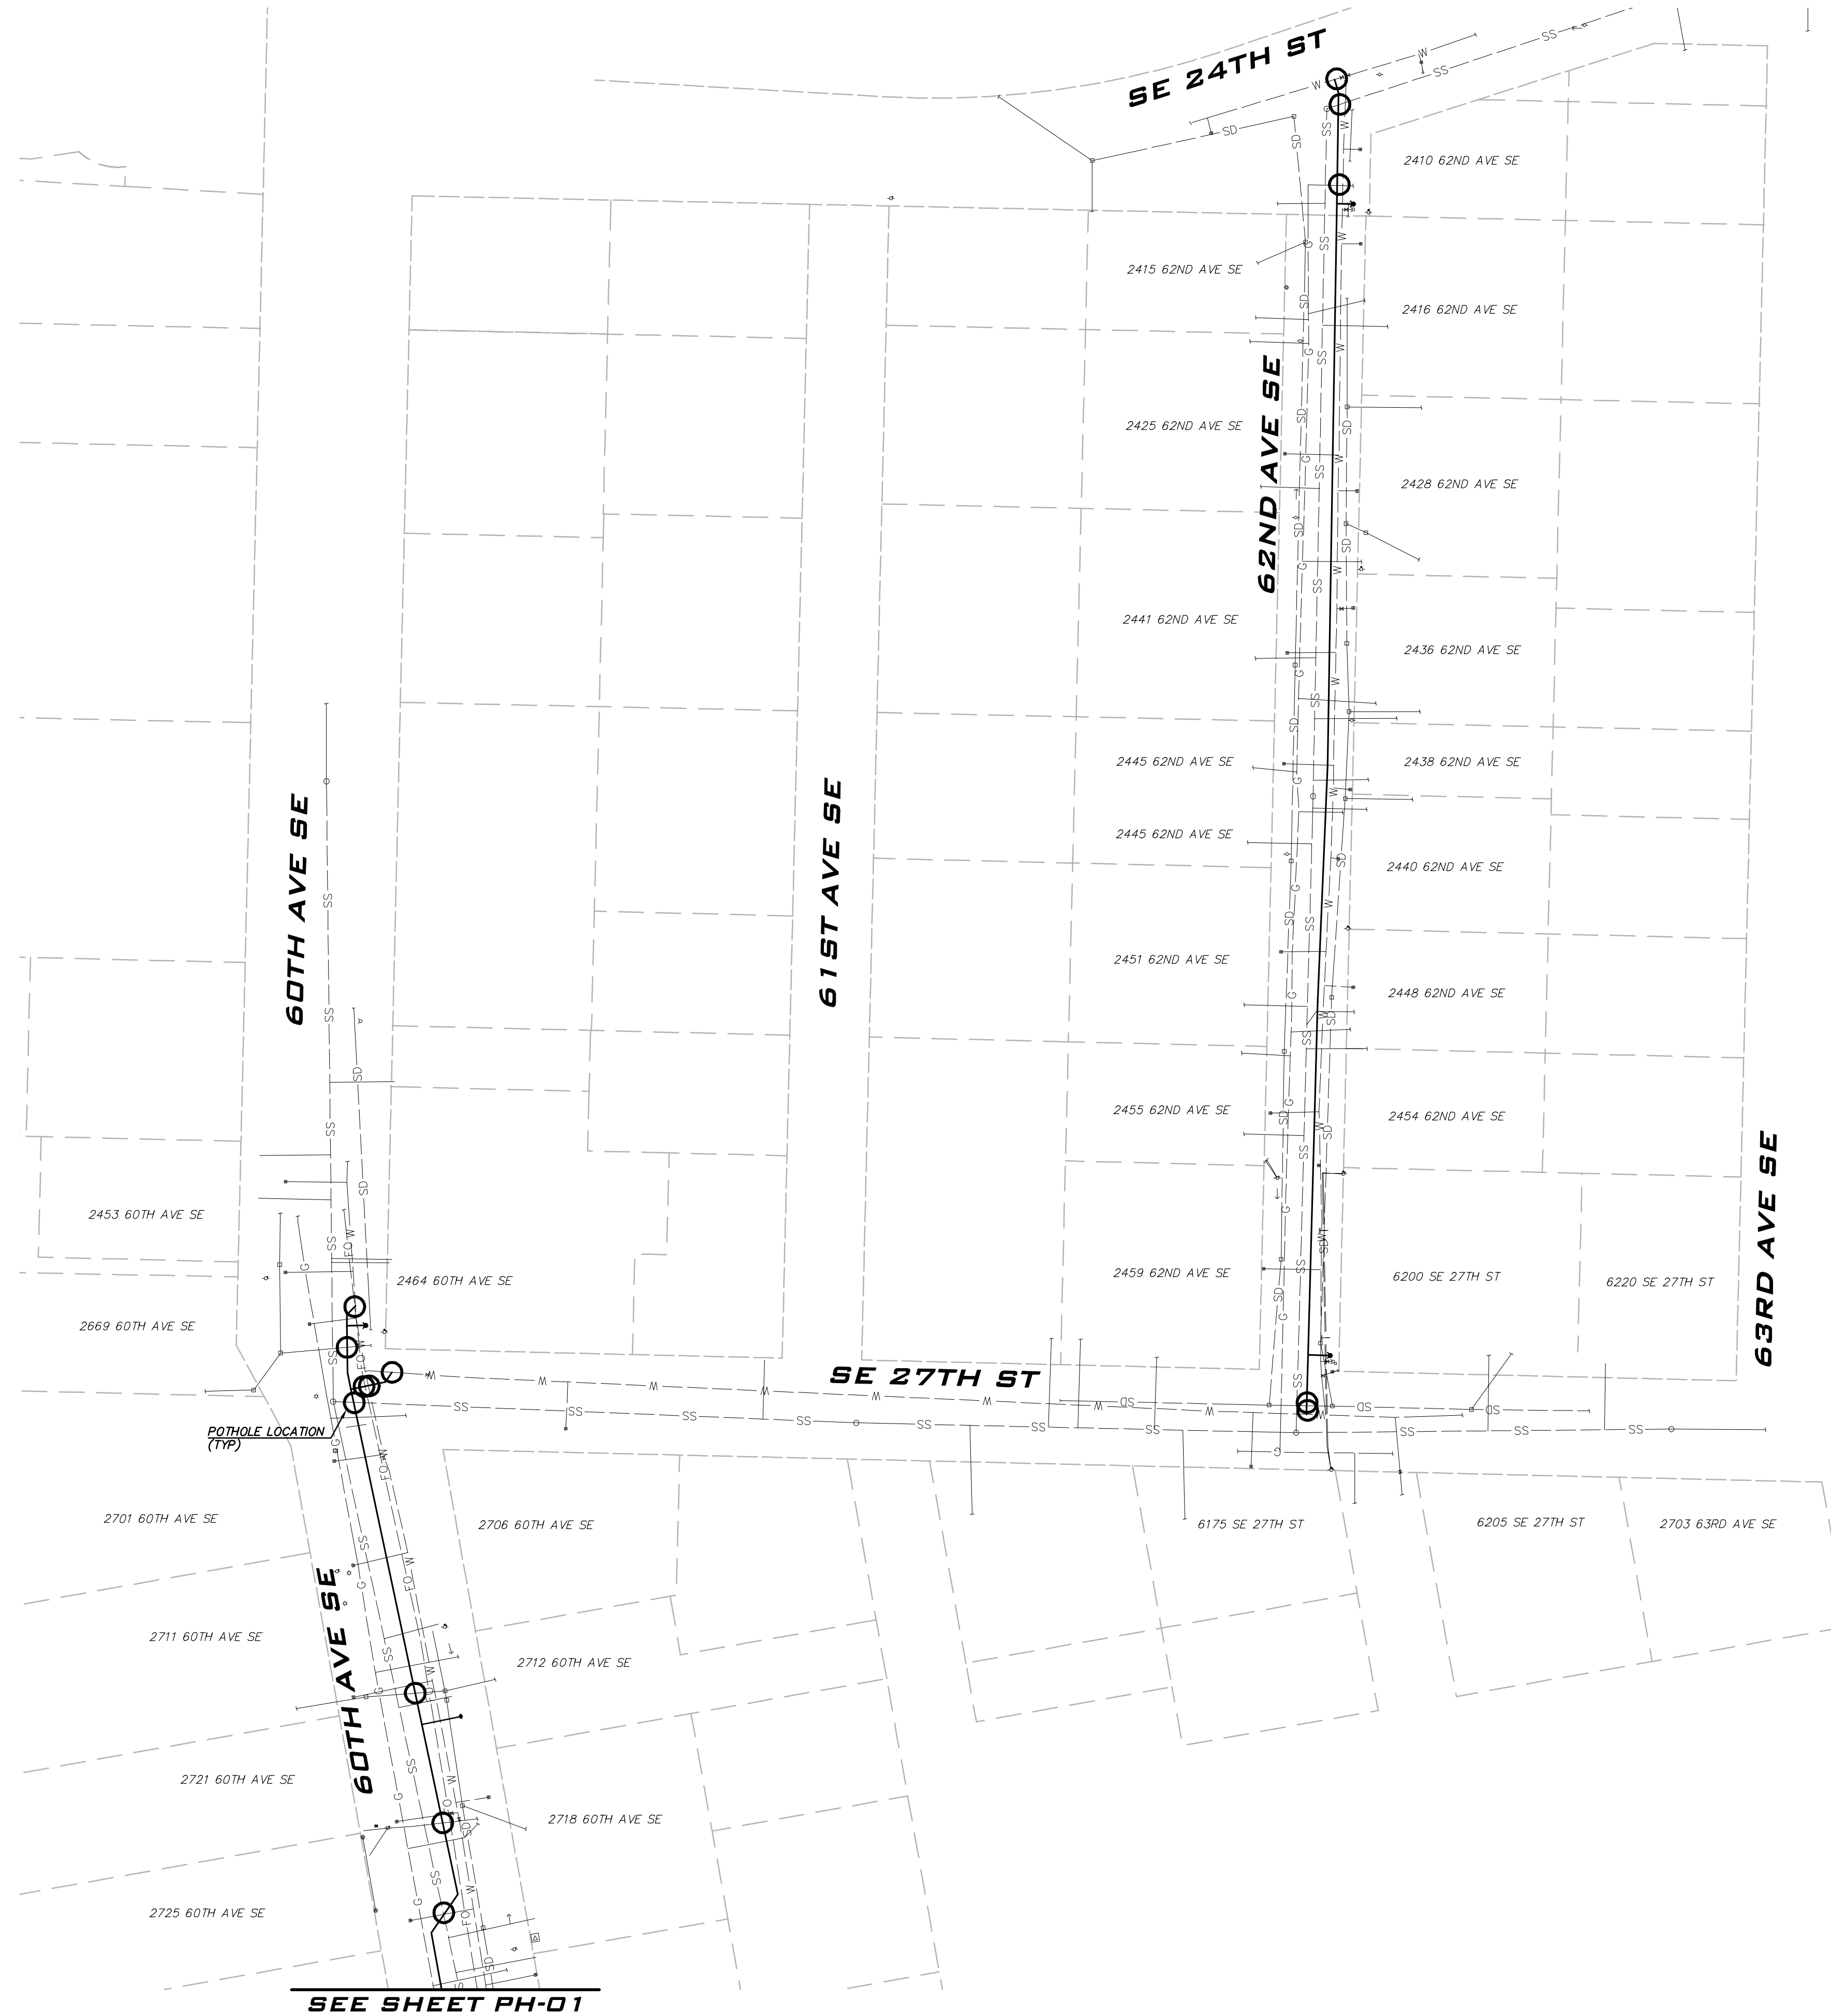 SE 24TH ST
2410 62ND AVE SE
2415 62ND AVE SE
2416 62ND AVE SE
62ND AVE SE
2425 62ND AVE SE
2428 62ND AVE SE
2441 62ND AVE SE
2436 62ND AVE SE
2445 62ND AVE SE
2438 62ND AVE SE
60TH AVE SE
61ST AVE SE
2445 62ND AVE SE
2440 62ND AVE SE
2451 62ND AVE SE
2448 62ND AVE SE
2455 62ND AVE SE
2454 62ND AVE SE
63RD AVE SE
2453 60TH AVE SE
2464 60TH AVE SE
2459 62ND AVE SE
6200 SE 27TH ST
6220 SE 27TH ST
2669 60TH AVE SE
SE 27TH ST
POTHOLE LOCATION
(TYP)
2701 60TH AVE SE
2706 60TH AVE SE
6175 SE 27TH ST
6205 SE 27TH ST
2703 63RD AVE SE
60TH AVE SE
2711 60TH AVE SE
2712 60TH AVE SE
2721 60TH AVE SE
2718 60TH AVE SE
2725 60TH AVE SE
SEE SHEET PH-01